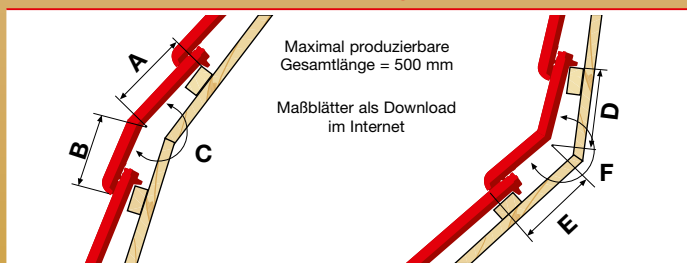 A
B
C
Maximal produzierbare
Gesamtlänge = 500 mm
Maßblätter als Download
im Internet
D
F
E